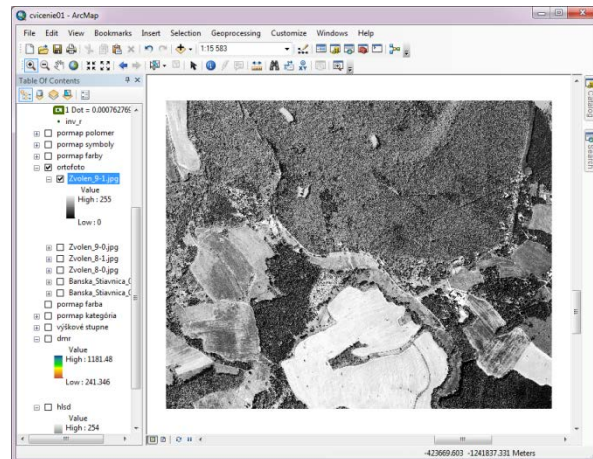 cvicenie01 - ArcMap
File Edit View Bookmarks Insert Selection Geoprocessing Customize Windows Help
1:15 583
Table Of Contents
1 Dot = 0.000762765
inv_r
pormap polomer
pormap symboly
pormap farby
ortofoto
Zvolen_9-1.jpg
Value
High : 255
Low : 0
Zvolen_9-0.jpg
Zvolen_8-1.jpg
Zvolen_8-0.jpg
Banska_Stiavnica_0
Banska_Stiavnica_0
pormap farba
pormap kategória
výškové stupne
dmr
Value
High : 1181.48
Low : 241.346
hlsd
Value
High : 254
Catalog
Search
-423669.603 -1241837.331 Meters